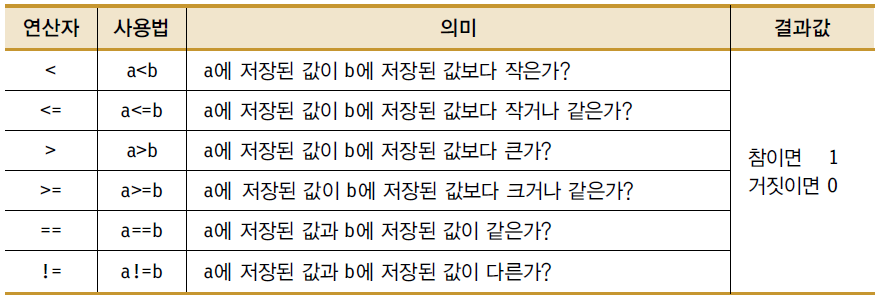 연산자 사용법 의미 결과값
< a<b a에 저장된 값이 b에 저장된 값보다 작은가?
<= a<=b a에 저장된 값이 b에 저장된 값보다 작거나 같은가?
> a>b a에 저장된 값이 b에 저장된 값보다 큰가?
참이면 1
거짓이면 0
>= a>=b a에 저장된 값이 b에 저장된 값보다 크거나 같은가?
== a==b a에 저장된 값과 b에 저장된 값이 같은가?
!= a!=b a에 저장된 값과 b에 저장된 값이 다른가?